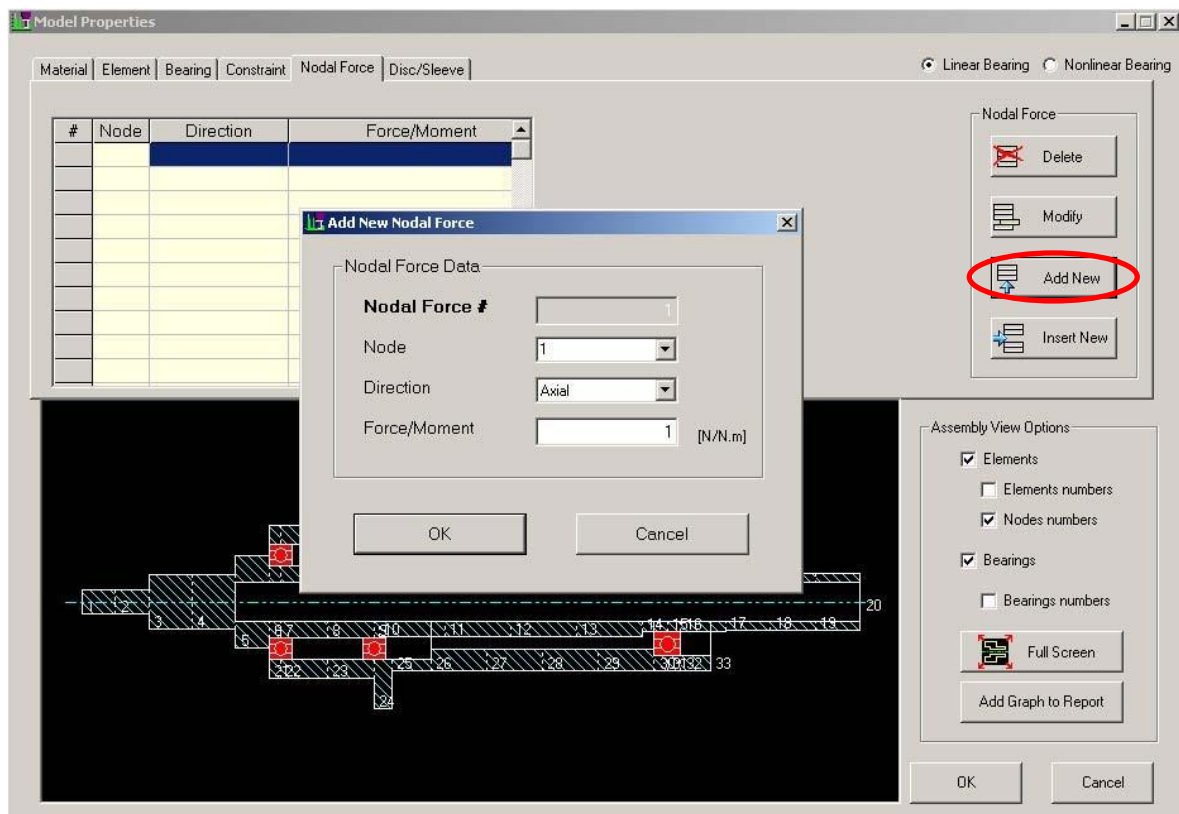 Model Properties
Material Element Bearing Constraint Nodal Force Disc/Sleeve
Linear Bearing Nonlinear Bearing
# Node Direction Force/Moment
Nodal Force
Delete
Modify
Add New
Insert New
Add New Nodal Force
Nodal Force Data
Nodal Force # 1
Node 1
Direction Axial
Force/Moment 1 [N/N.m]
OK Cancel
Assembly View Options
Elements
Elements numbers
Nodes numbers
Bearings
Bearings numbers
Full Screen
Add Graph to Report
OK Cancel
1 2 20
3 4 14 15 16 17 18 19
5 6 7 8 9 10 11 12 13
21 22 23 25 26 27 28 29 30 31 32 33
24